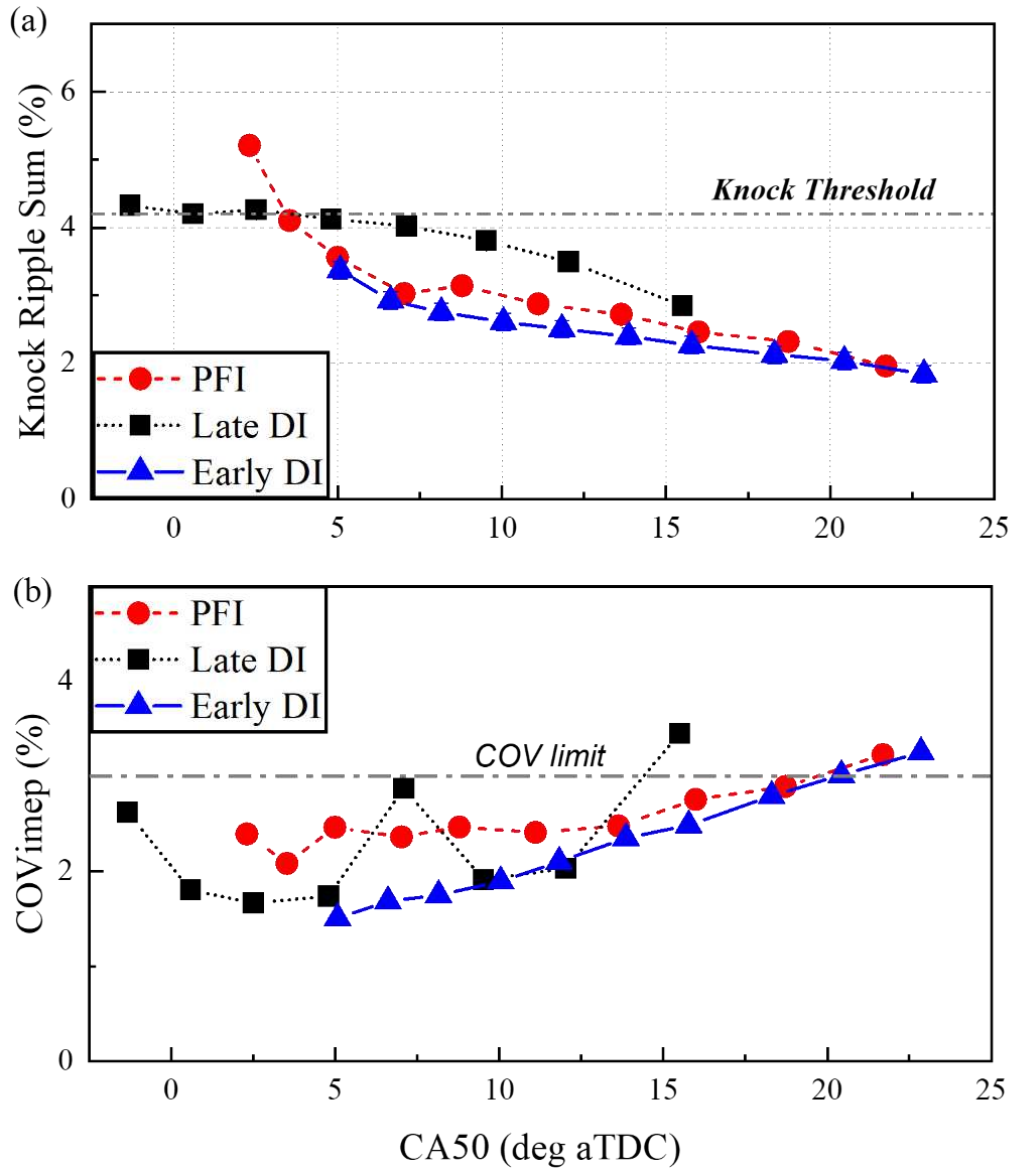 (a)
Knock Ripple Sum (%)
6
4
2
0
Knock Threshold
PFI
Late DI
Early DI
0 5 10 15 20 25
(b)
COVimep (%)
4
2
0
PFI
Late DI
Early DI
COV limit
0 5 10 15 20 25
CA50 (deg aTDC)